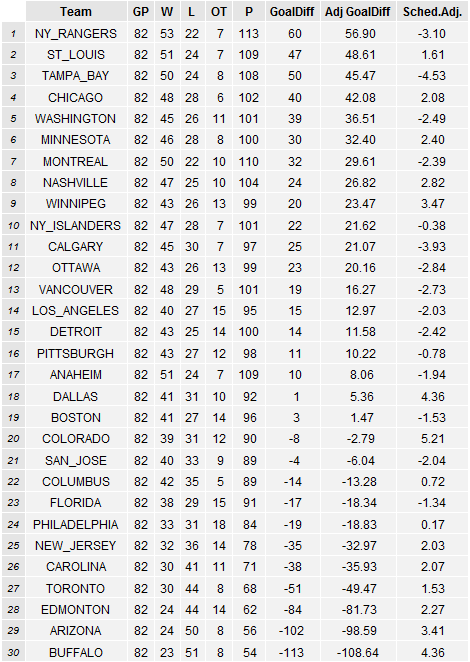 Team GP W L OT P GoalDiff Adj GoalDiff Sched.Adj.
1 NY_RANGERS 82 53 22 7 113 60 56.90 -3.10
2 ST_LOUIS 82 51 24 7 109 47 48.61 1.61
3 TAMPA_BAY 82 50 24 8 108 50 45.47 -4.53
4 CHICAGO 82 48 28 6 102 40 42.08 2.08
5 WASHINGTON 82 45 26 11 101 39 36.51 -2.49
6 MINNESOTA 82 46 28 8 100 30 32.40 2.40
7 MONTREAL 82 50 22 10 110 32 29.61 -2.39
8 NASHVILLE 82 47 25 10 104 24 26.82 2.82
9 WINNIPEG 82 43 26 13 99 20 23.47 3.47
10 NY_ISLANDERS 82 47 28 7 101 22 21.62 -0.38
11 CALGARY 82 45 30 7 97 25 21.07 -3.93
12 OTTAWA 82 43 26 13 99 23 20.16 -2.84
13 VANCOUVER 82 48 29 5 101 19 16.27 -2.73
14 LOS_ANGELES 82 40 27 15 95 15 12.97 -2.03
15 DETROIT 82 43 25 14 100 14 11.58 -2.42
16 PITTSBURGH 82 43 27 12 98 11 10.22 -0.78
17 ANAHEIM 82 51 24 7 109 10 8.06 -1.94
18 DALLAS 82 41 31 10 92 1 5.36 4.36
19 BOSTON 82 41 27 14 96 3 1.47 -1.53
20 COLORADO 82 39 31 12 90 -8 -2.79 5.21
21 SAN_JOSE 82 40 33 9 89 -4 -6.04 -2.04
22 COLUMBUS 82 42 35 5 89 -14 -13.28 0.72
23 FLORIDA 82 38 29 15 91 -17 -18.34 -1.34
24 PHILADELPHIA 82 33 31 18 84 -19 -18.83 0.17
25 NEW_JERSEY 82 32 36 14 78 -35 -32.97 2.03
26 CAROLINA 82 30 41 11 71 -38 -35.93 2.07
27 TORONTO 82 30 44 8 68 -51 -49.47 1.53
28 EDMONTON 82 24 44 14 62 -84 -81.73 2.27
29 ARIZONA 82 24 50 8 56 -102 -98.59 3.41
30 BUFFALO 82 23 51 8 54 -113 -108.64 4.36